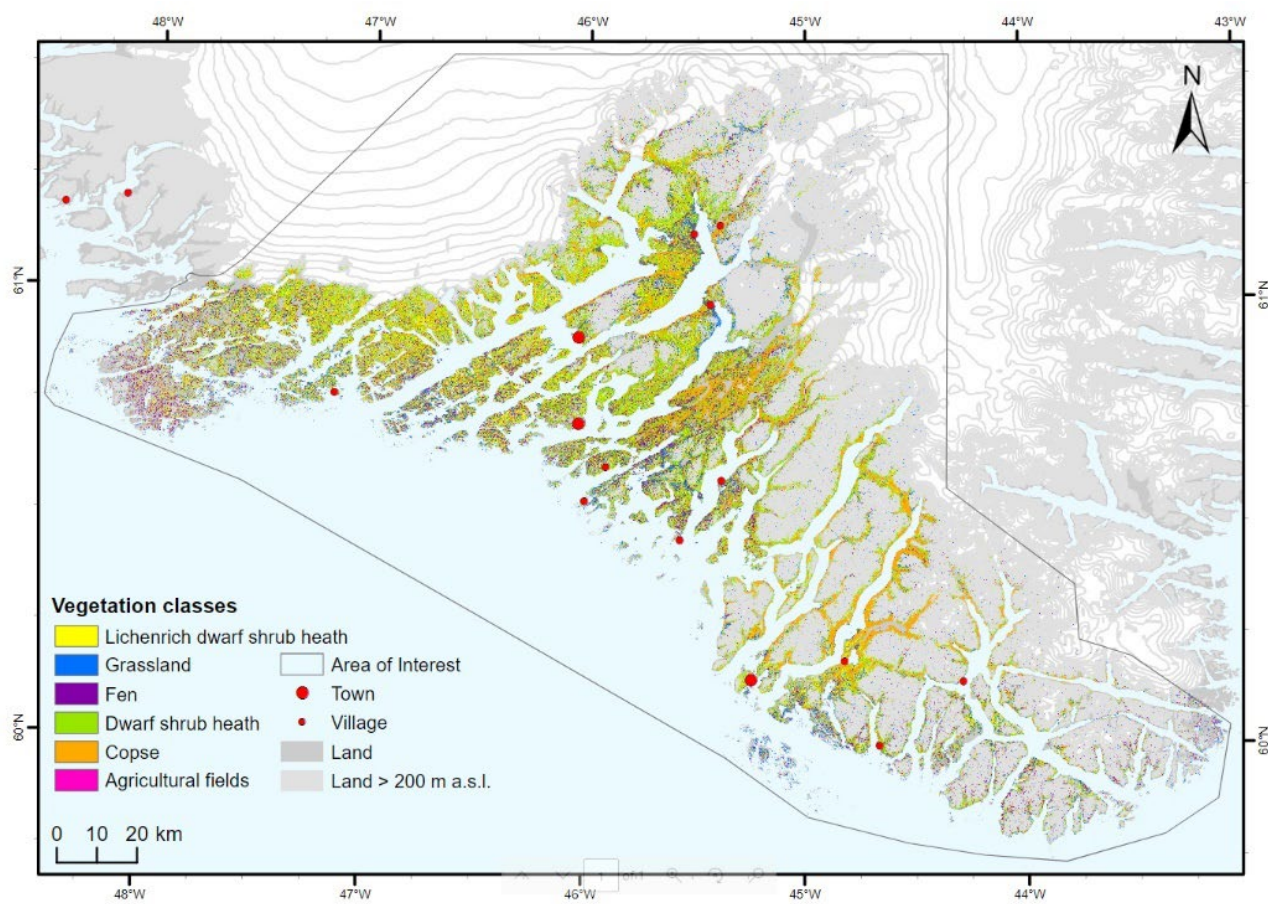 48°W 47°W 46°W 45°W 44°W 43°W
N
61°N 61°N
Vegetation classes
Lichenrich dwarf shrub heath
Grassland Area of Interest
Fen Town
Dwarf shrub heath Village
Copse Land
Agricultural fields Land > 200 m a.s.l.
60°N 60°N
0 10 20 km
48°W 47°W 46°W 45°W 44°W